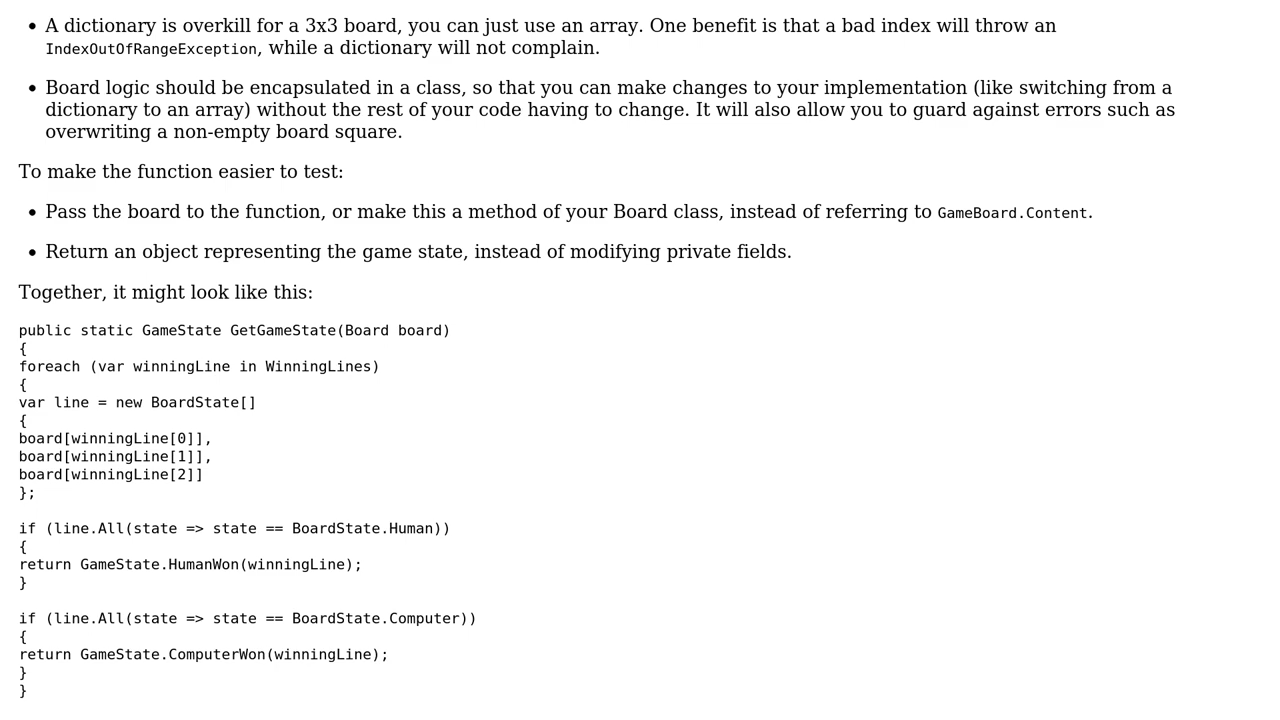 • A dictionary is overkill for a 3x3 board, you can just use an array. One benefit is that a bad index will throw an
IndexOutOfRangeException, while a dictionary will not complain.
• Board logic should be encapsulated in a class, so that you can make changes to your implementation (like switching from a
dictionary to an array) without the rest of your code having to change. It will also allow you to guard against errors such as
overwriting a non-empty board square.
To make the function easier to test:
• Pass the board to the function, or make this a method of your Board class, instead of referring to GameBoard.Content.
• Return an object representing the game state, instead of modifying private fields.
Together, it might look like this:
public static GameState GetGameState(Board board)
{
foreach (var winningLine in WinningLines)
{
var line = new BoardState[]
{
board[winningLine[0]],
board[winningLine[1]],
board[winningLine[2]]
};
if (line.All(state => state == BoardState.Human))
{
return GameState.HumanWon(winningLine);
}
if (line.All(state => state == BoardState.Computer))
{
return GameState.ComputerWon(winningLine);
}
}